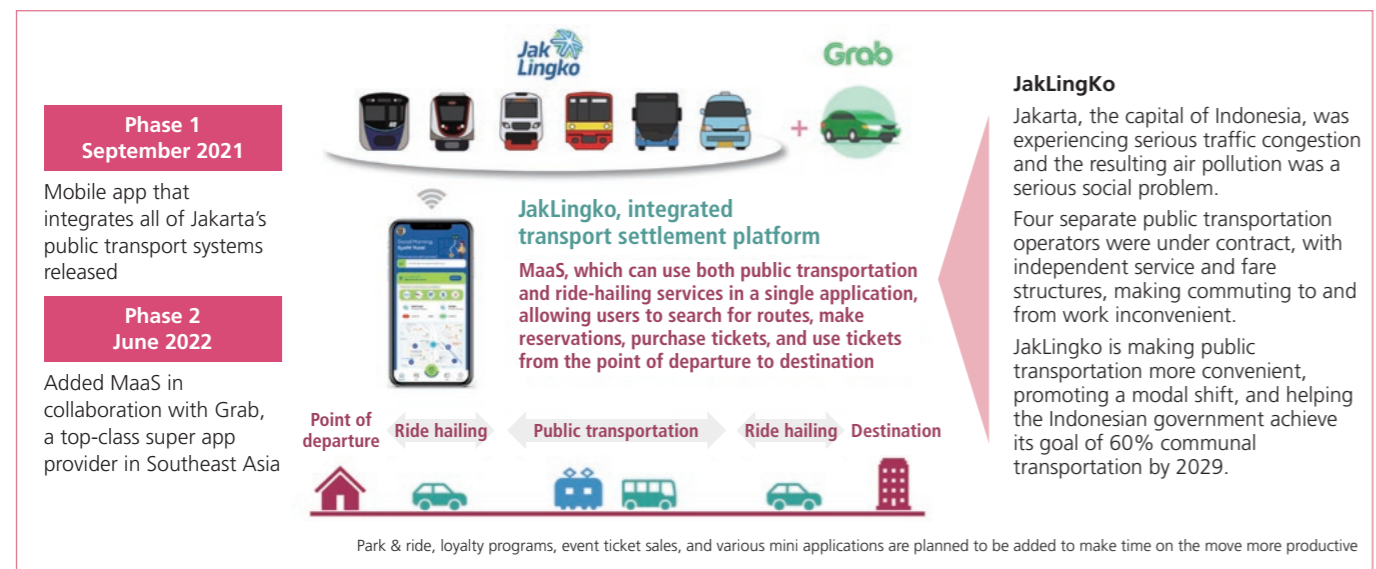 Phase 1
September 2021
Mobile app that
integrates all of Jakarta's
public transport systems
released
Phase 2
June 2022
Added MaaS in
collaboration with Grab,
a top-class super app
provider in Southeast Asia
Jak
Lingko
Grab
+
JakLingko, integrated
transport settlement platform
MaaS, which can use both public transportation
and ride-hailing services in a single application,
allowing users to search for routes, make
reservations, purchase tickets, and use tickets
from the point of departure to destination
Good Morning,
Point of
departure
Ride hailing
Public transportation
Ride hailing
Destination
JakLingKo
Jakarta, the capital of Indonesia, was
experiencing serious traffic congestion
and the resulting air pollution was a
serious social problem.
Four separate public transportation
operators were under contract, with
independent service and fare
structures, making commuting to and
from work inconvenient.
JakLingko is making public
transportation more convenient,
promoting a modal shift, and helping
the Indonesian government achieve
its goal of 60% communal
transportation by 2029.
Park & ride, loyalty programs, event ticket sales, and various mini applications are planned to be added to make time on the move more productive